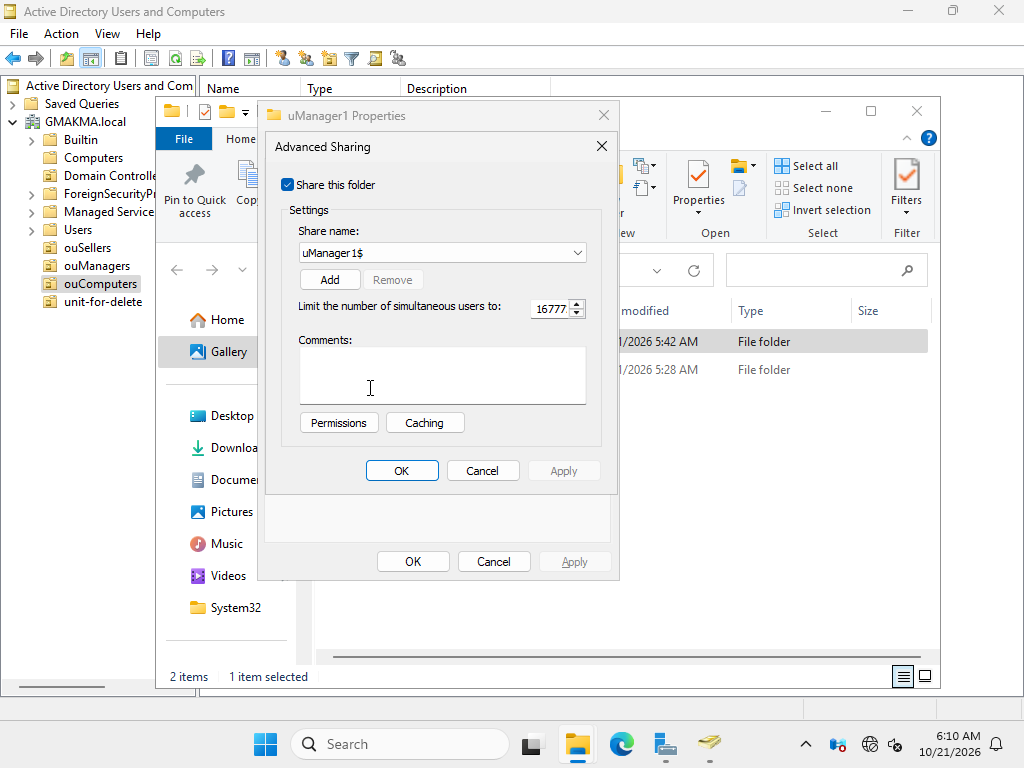 Active Directory Users and Computers
File Action View Help
Active Directory Users and Com
Name Type Description
Saved Queries
GMAKMA.local
Builtin
Computers
Domain Controlle
ForeignSecurityPr
Managed Service
Users
ouSellers
ouManagers
ouComputers
unit-for-delete
File Home
Pin to Quick access
Cop
Properties
Open
Select all
Select none
Invert selection
Select
Filters
Filter
ew
modified Type Size
1/2026 5:42 AM File folder
1/2026 5:28 AM File folder
Home
Gallery
Desktop
Downloa
Docume
Pictures
Music
Videos
System32
2 items 1 item selected
uManager1 Properties
Advanced Sharing
Share this folder
Settings
Share name:
uManager1$
Add Remove
Limit the number of simultaneous users to: 16777
Comments:
Permissions Caching
OK Cancel Apply
OK Cancel Apply
Search
6:10 AM
10/21/2026